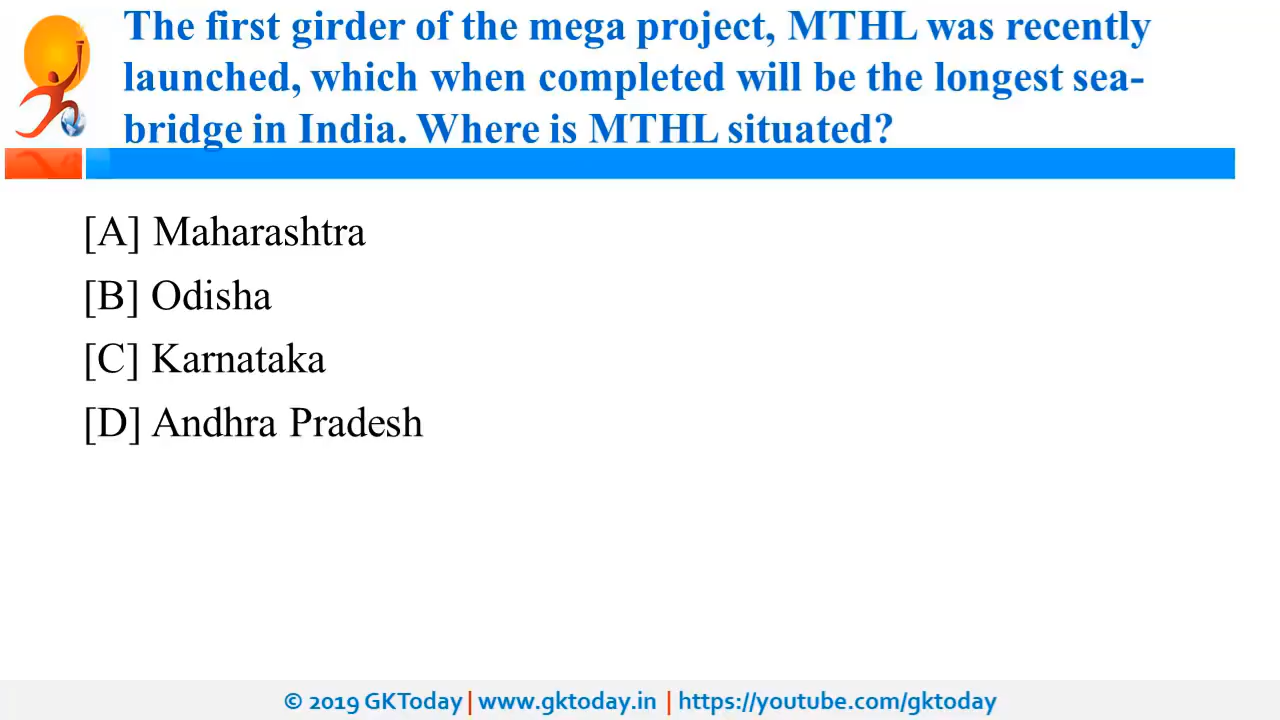 The first girder of the mega project, MTHL was recently
launched, which when completed will be the longest sea-
bridge in India. Where is MTHL situated?
[A] Maharashtra
[B] Odisha
[C] Karnataka
[D] Andhra Pradesh
© 2019 GKToday | www.gktoday.in | https://youtube.com/gktoday